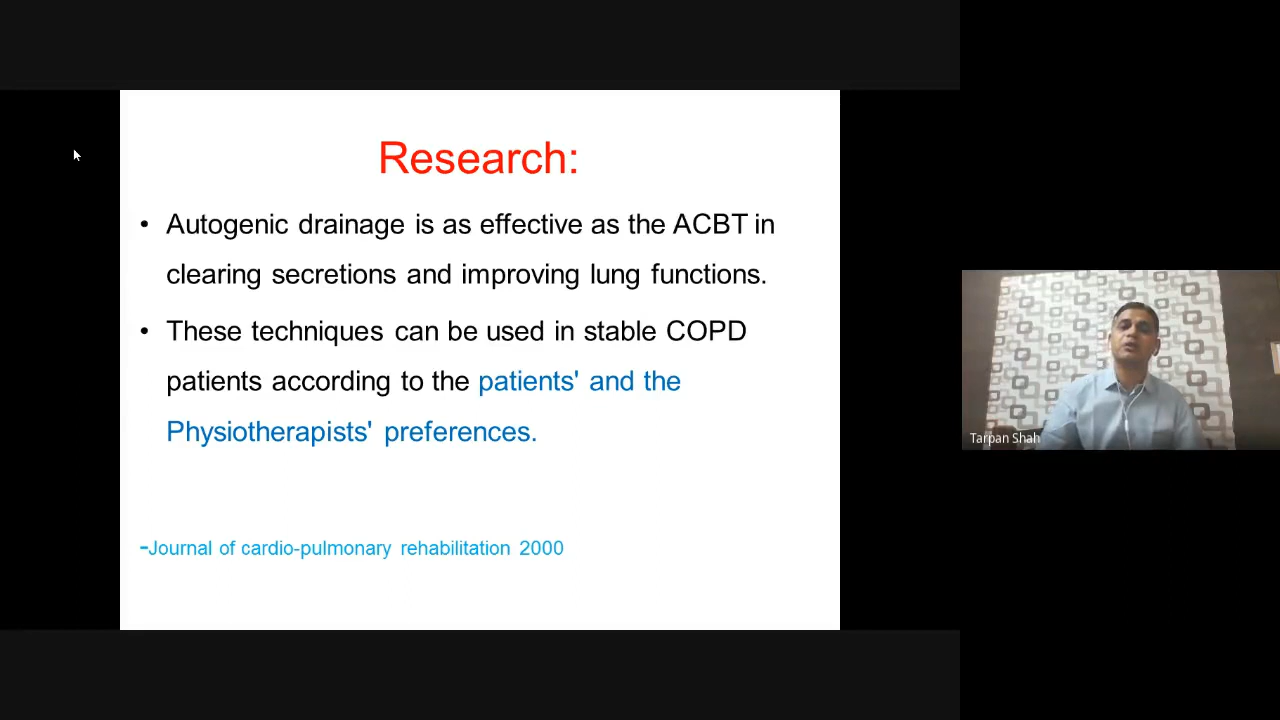 Research:
• Autogenic drainage is as effective as the ACBT in
clearing secretions and improving lung functions.
• These techniques can be used in stable COPD
patients according to the patients' and the
Physiotherapists' preferences.
-Journal of cardio-pulmonary rehabilitation 2000
Tarpan Shah